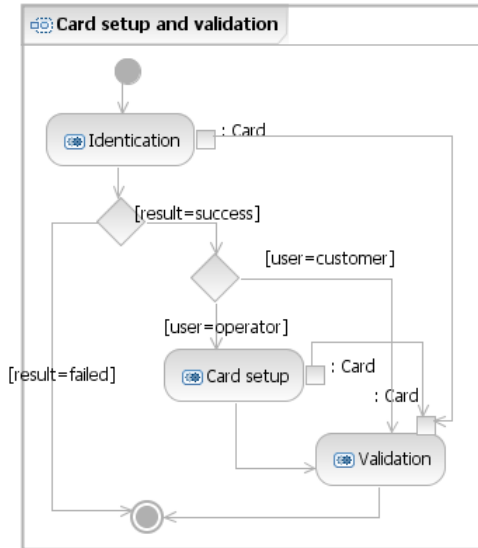 Card setup and validation
Identication
: Card
[result=success]
[user=customer]
[user=operator]
[result=failed]
Card setup
: Card
: Card
Validation